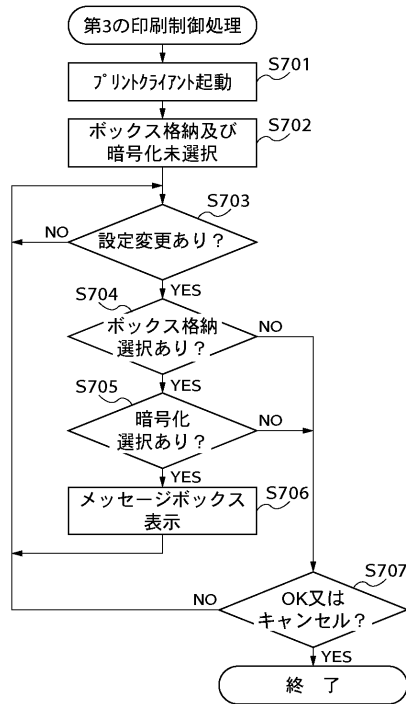 第3の印刷制御処理
S701
プリントクライアント起動
S702
ボックス格納及び
暗号化未選択
S703
設定変更あり?
NO
YES
S704
ボックス格納
選択あり?
NO
YES
S705
暗号化
選択あり?
NO
YES
S706
メッセージボックス
表示
S707
OK又は
キャンセル?
NO
YES
終 了